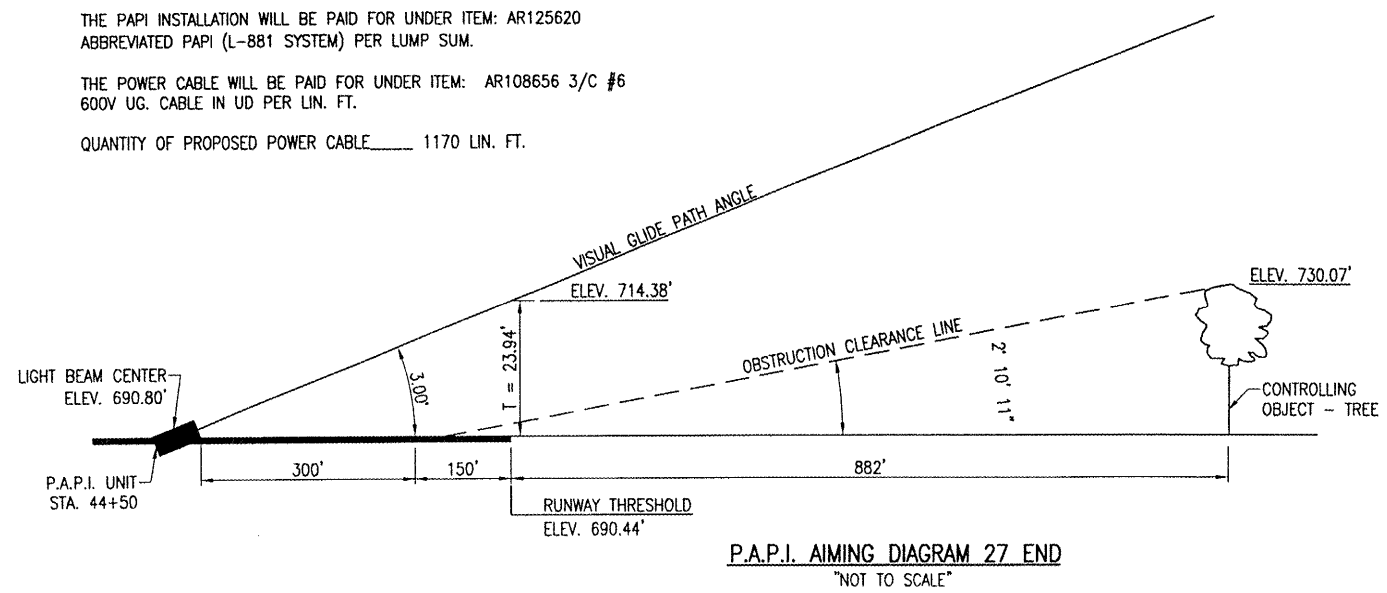 THE PAPI INSTALLATION WILL BE PAID FOR UNDER ITEM: AR125620
ABBREVIATED PAPI (L-881 SYSTEM) PER LUMP SUM.
THE POWER CABLE WILL BE PAID FOR UNDER ITEM: AR108656 3/C #6
600V UG. CABLE IN UD PER LIN. FT.
QUANTITY OF PROPOSED POWER CABLE____ 1170 LIN. FT.
VISUAL GLIDE PATH ANGLE
ELEV. 714.38'
ELEV. 730.07'
T = 23.94'
OBSTRUCTION CLEARANCE LINE
2' 10' 11"
3.00'
LIGHT BEAM CENTER
ELEV. 690.80'
CONTROLLING
OBJECT - TREE
P.A.P.I. UNIT
STA. 44+50
300'
150'
882'
RUNWAY THRESHOLD
ELEV. 690.44'
P.A.P.I. AIMING DIAGRAM 27 END
"NOT TO SCALE"